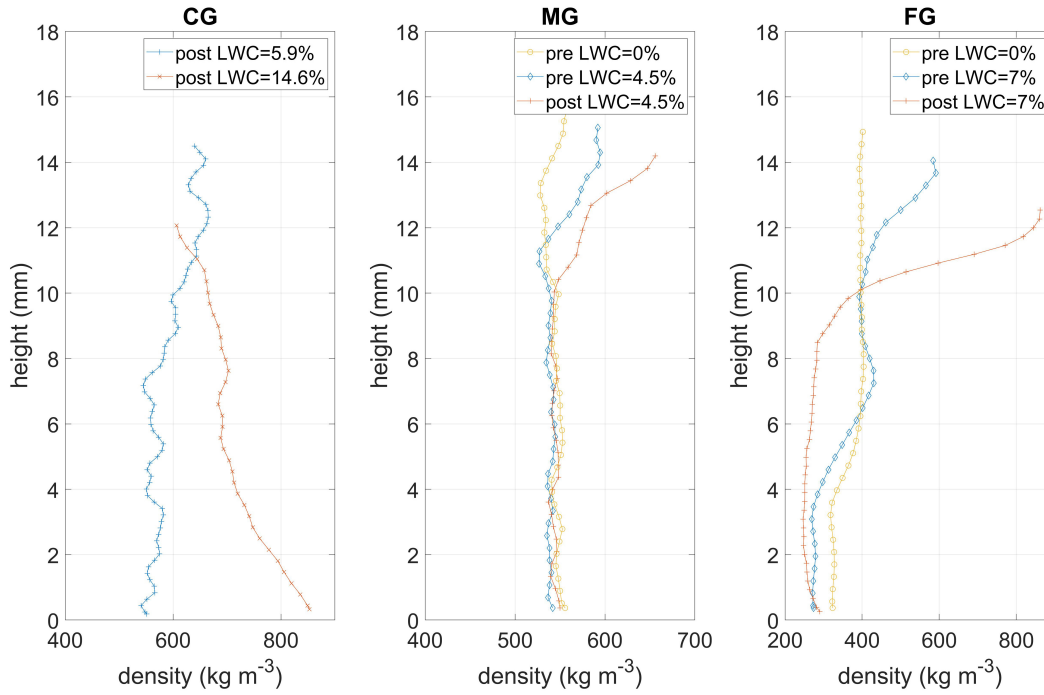 CG
18
16
14
12
10
8
6
4
2
0
height (mm)
post LWC=5.9%
post LWC=14.6%
400
600
800
density (kg m⁻³)
MG
18
16
14
12
10
8
6
4
2
0
height (mm)
pre LWC=0%
pre LWC=4.5%
post LWC=4.5%
400
500
600
700
density (kg m⁻³)
FG
18
16
14
12
10
8
6
4
2
0
height (mm)
pre LWC=0%
pre LWC=7%
post LWC=7%
200
400
600
800
density (kg m⁻³)